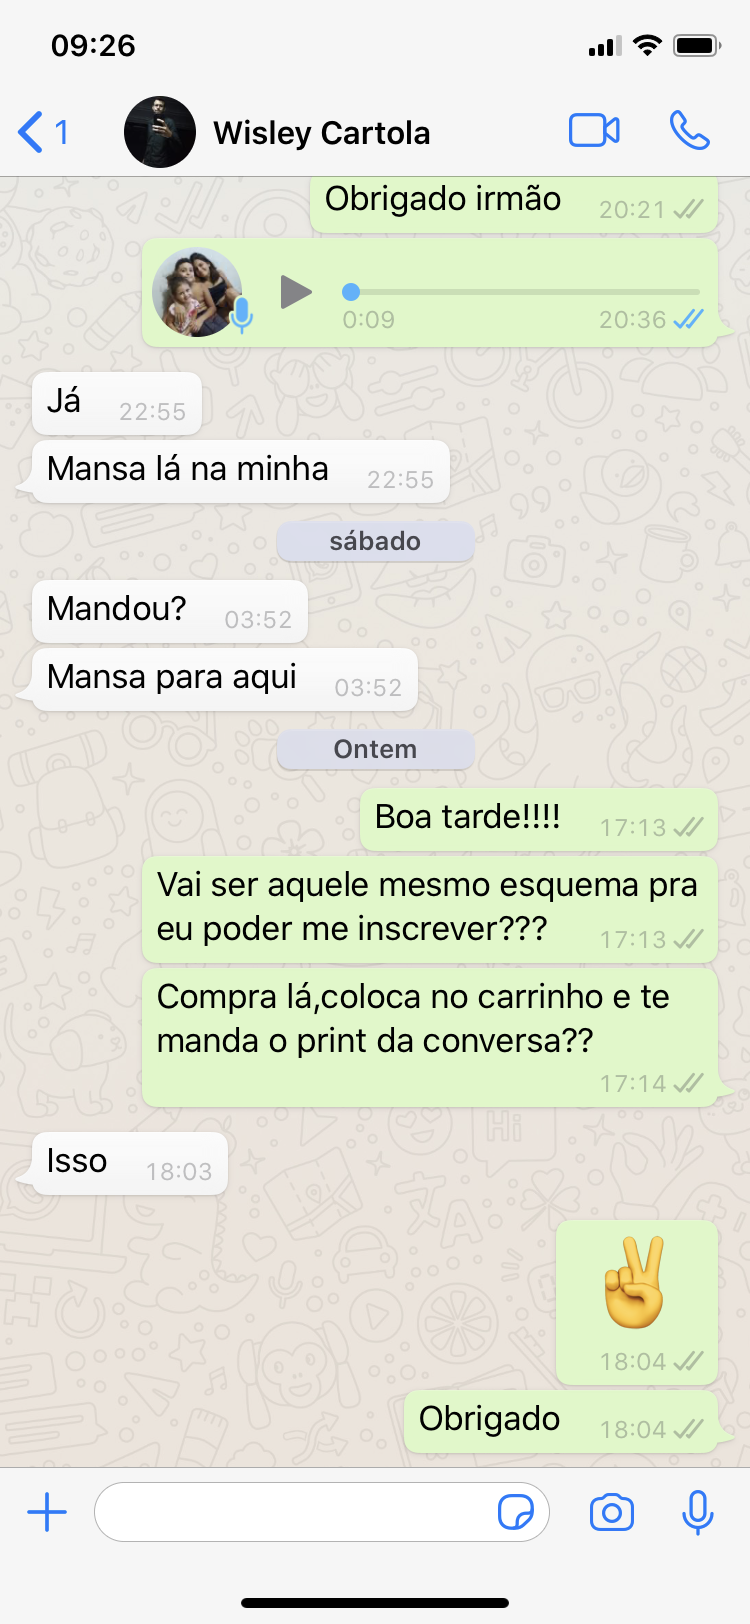 09:26
1
Wisley Cartola
Obrigado irmão 20:21
0:09 20:36
Já 22:55
Mansa lá na minha 22:55
sábado
Mandou? 03:52
Mansa para aqui 03:52
Ontem
Boa tarde!!!! 17:13
Vai ser aquele mesmo esquema pra
eu poder me inscrever??? 17:13
Compra lá,coloca no carrinho e te
manda o print da conversa??
17:14
Isso 18:03
✌️
18:04
Obrigado 18:04